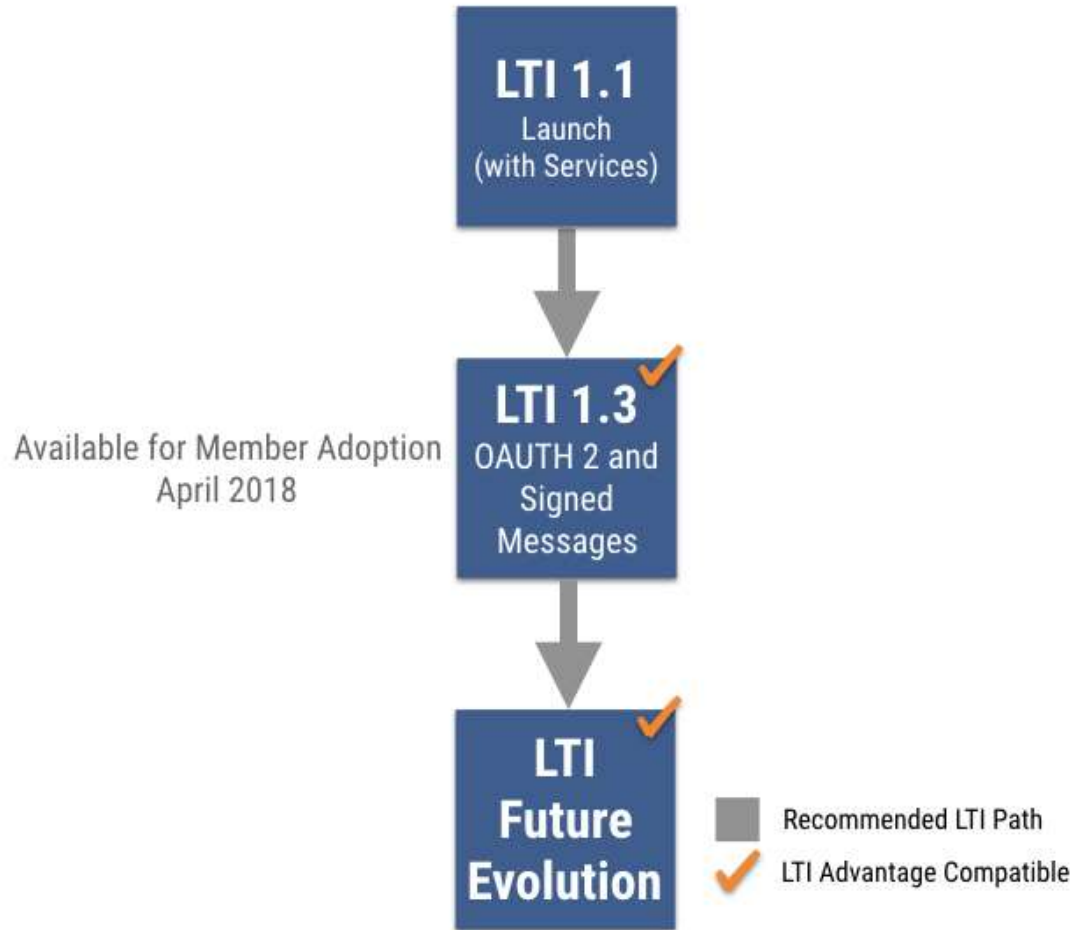 LTI 1.1
Launch
(with Services)
Available for Member Adoption
April 2018
LTI 1.3
OAUTH 2 and
Signed
Messages
LTI
Future
Evolution
Recommended LTI Path
LTI Advantage Compatible